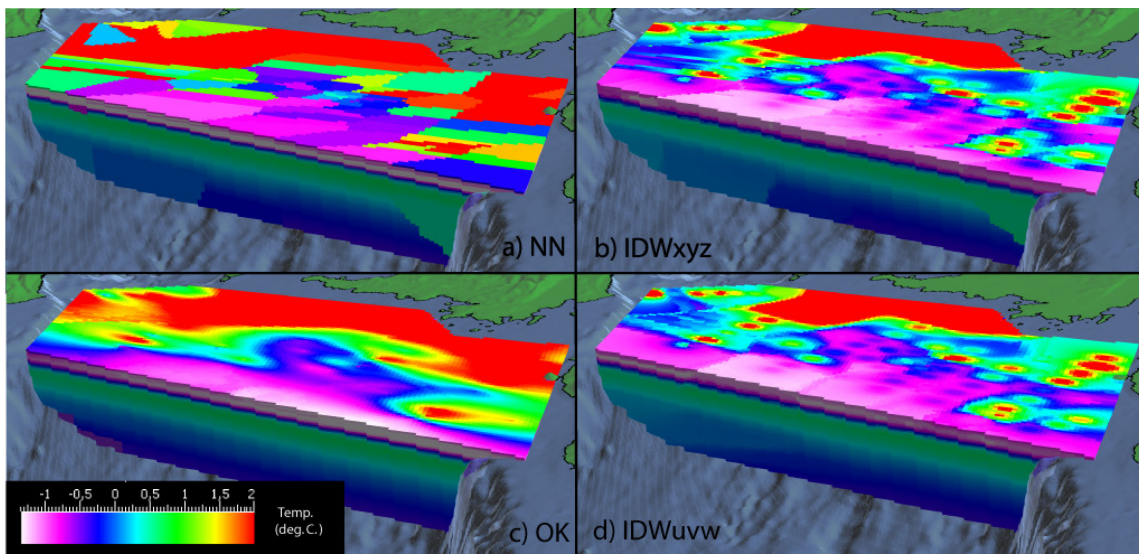 a) NN
b) IDWxyz
-1 -0,5 0 0,5 1 1,5 2
Temp.
(deg.C.)
c) OK
d) IDWuvw